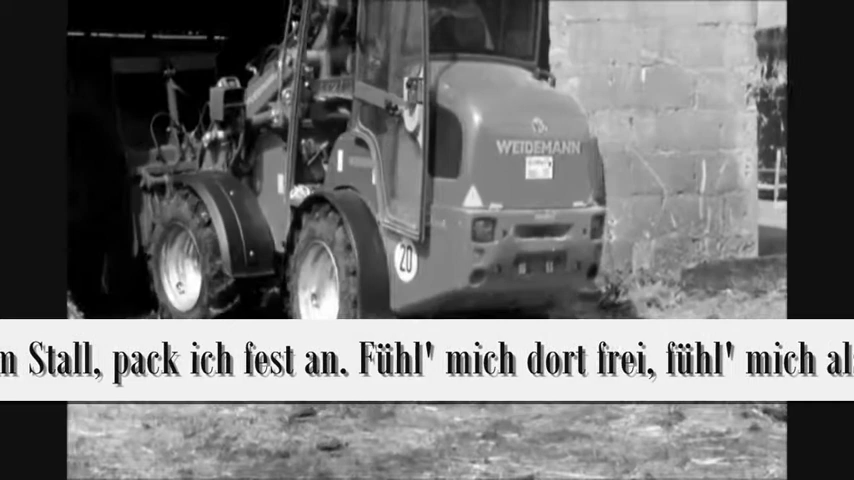 WEIDEMANN
20
m Stall, pack ich fest an. Fühl' mich dort frei, fühl' mich al